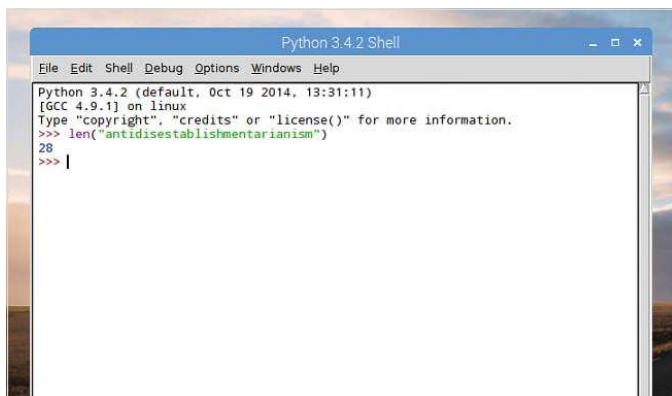 Python 3.4.2 Shell
File Edit Shell Debug Options Windows Help
Python 3.4.2 (default, Oct 19 2014, 13:31:11)
[GCC 4.9.1] on linux
Type "copyright", "credits" or "license()" for more information.
>>> len("antidisestablishmentarianism")
28
>>>